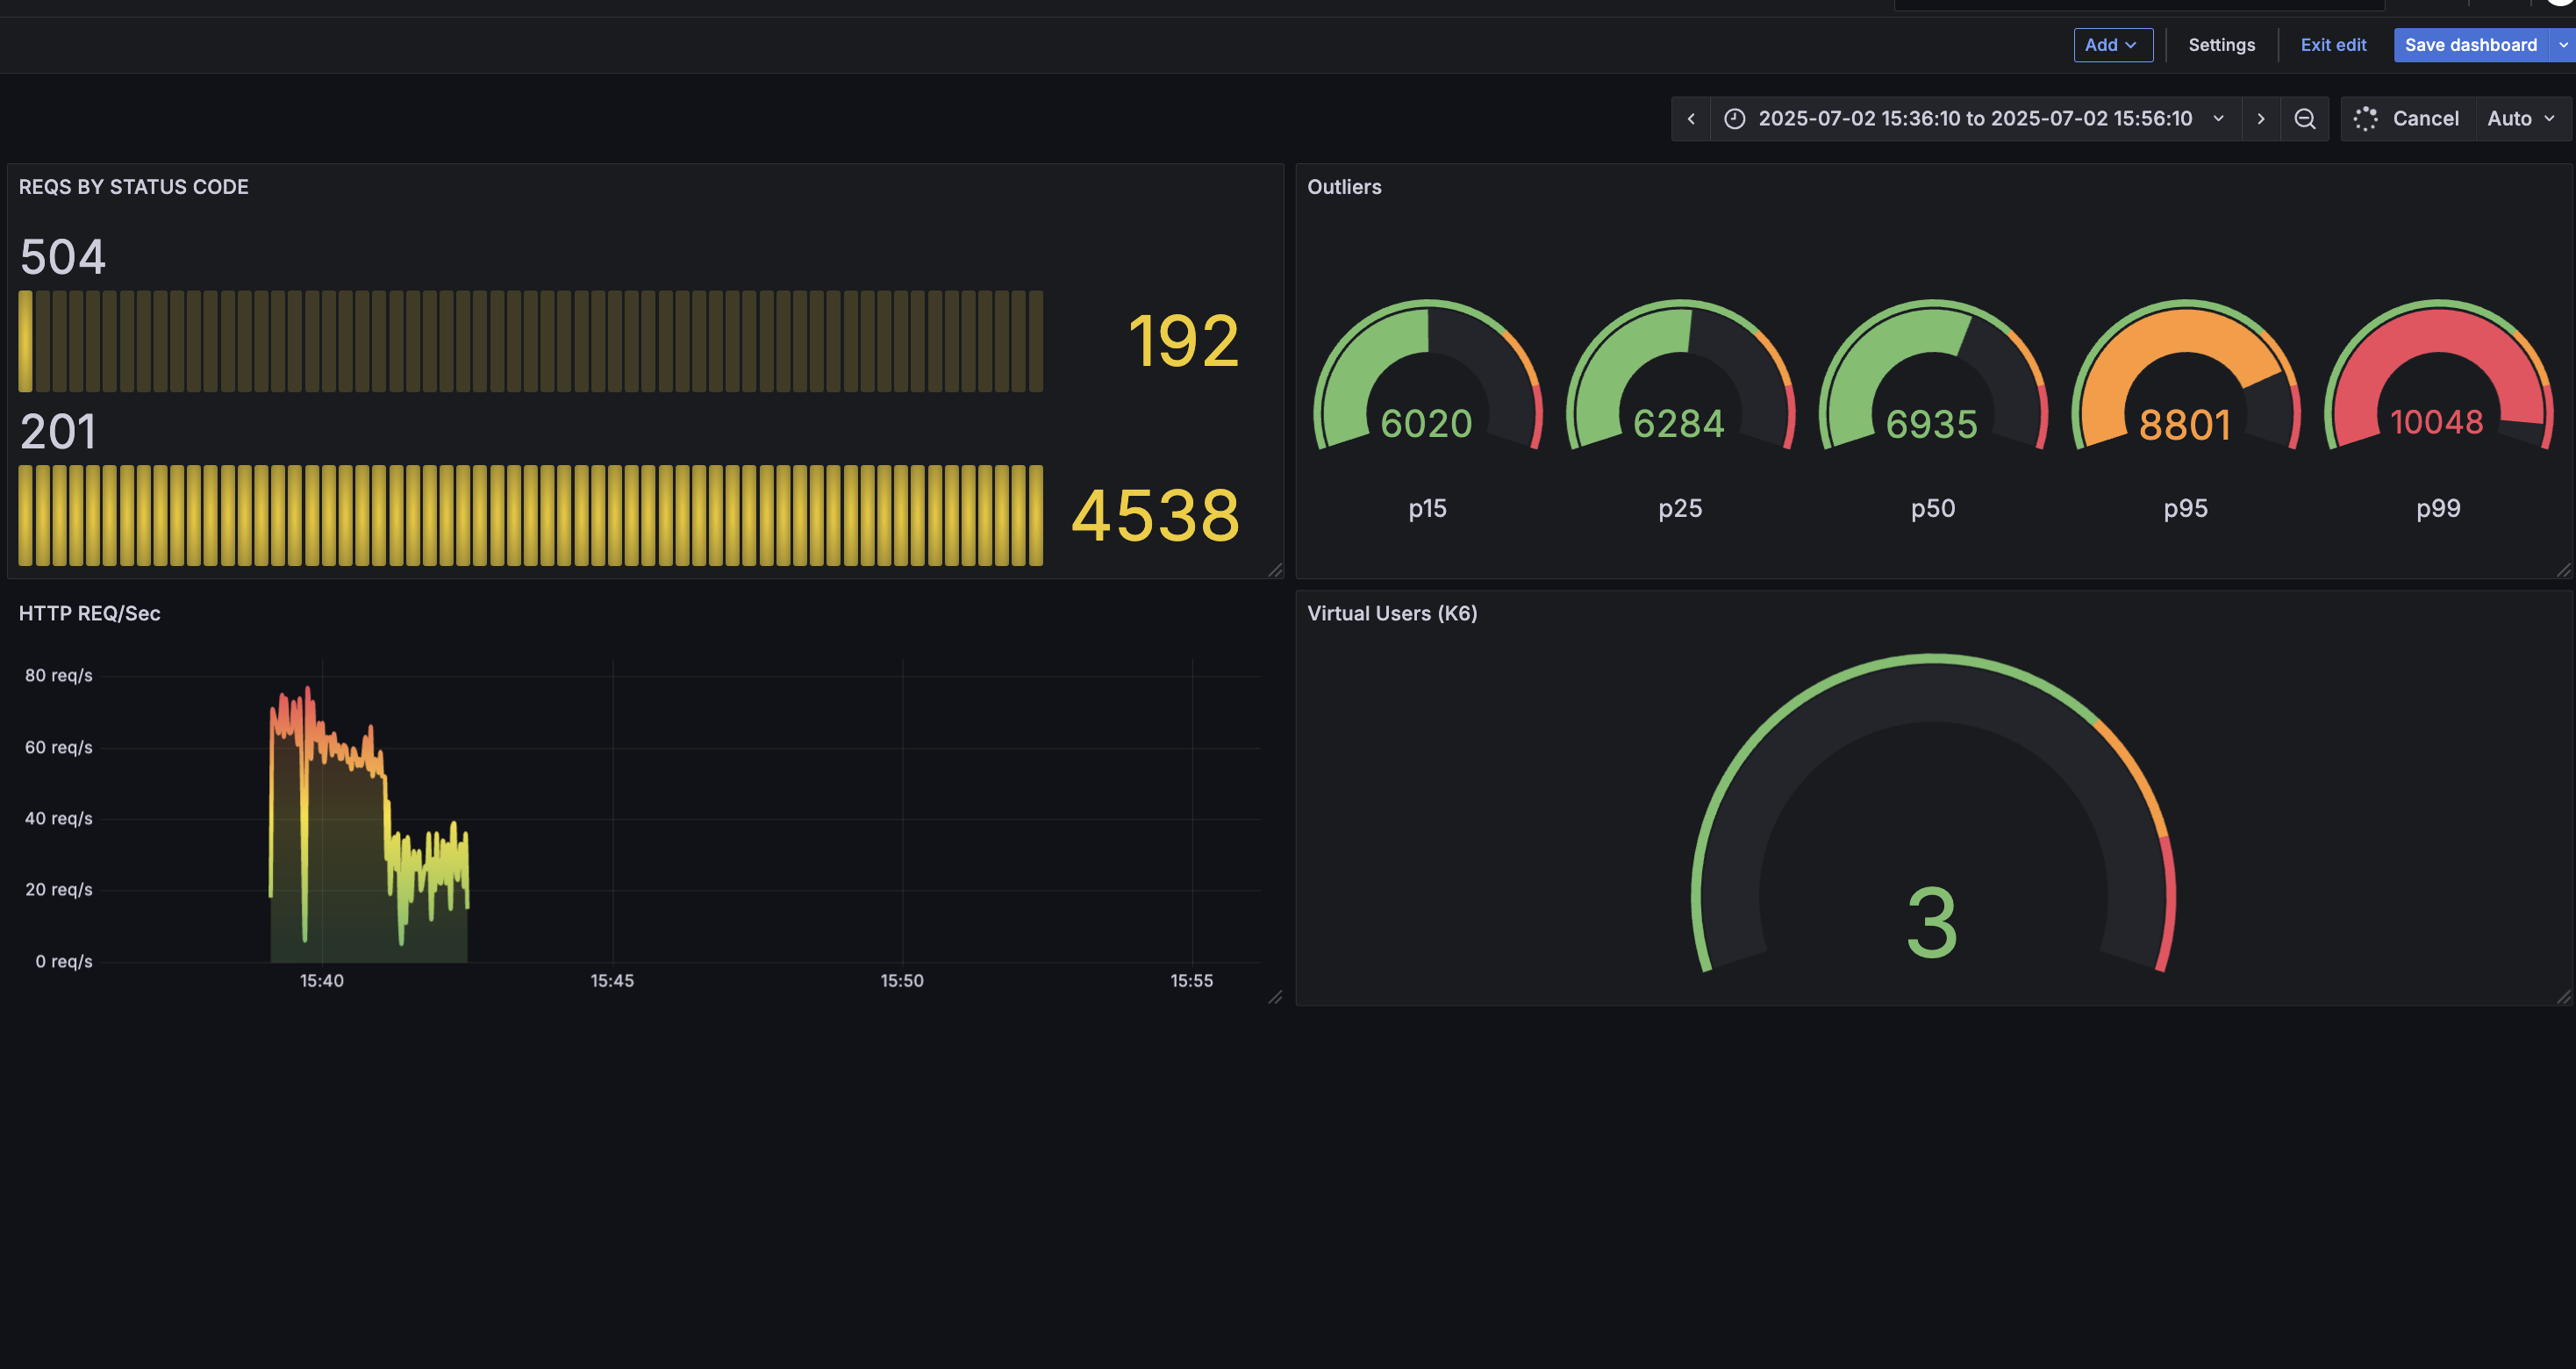 Add
Settings
Exit edit
Save dashboard
2025-07-02 15:36:10 to 2025-07-02 15:56:10
Cancel
Auto
REQS BY STATUS CODE
504
192
201
4538
Outliers
6020
6284
6935
8801
10048
p15
p25
p50
p95
p99
HTTP REQ/Sec
80 req/s
60 req/s
40 req/s
20 req/s
0 req/s
15:40
15:45
15:50
15:55
Virtual Users (K6)
3